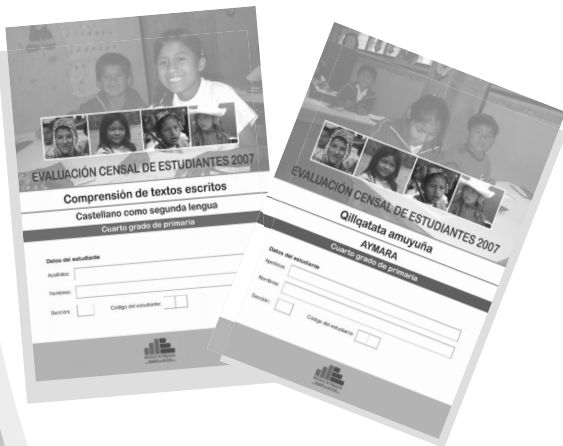 EVALUACIÓN CENSAL DE ESTUDIANTES 2007
Comprensión de textos escritos
Castellano como segunda lengua
Cuarto grado de primaria
Datos del estudiante
Apellidos:
Nombres:
Sección:
Código del estudiante:
EVALUACIÓN CENSAL DE ESTUDIANTES 2007
Qillqatata amuyuña
AYMARA
Cuarto grado de primaria
Datos del estudiante
Apellidos:
Nombres:
Sección:
Código del estudiante: